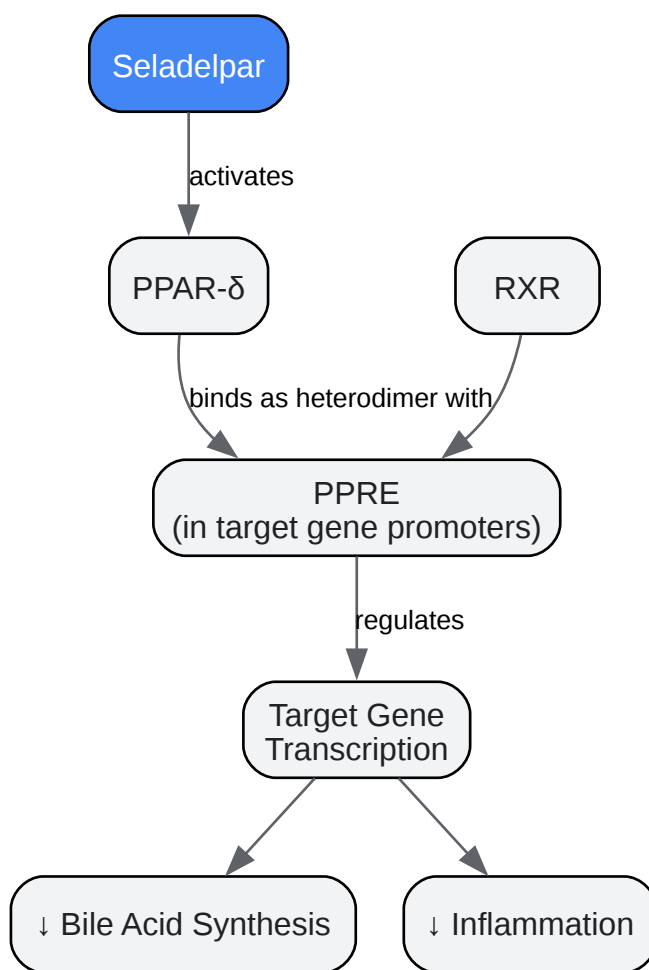 Seladelpar
activates
PPAR-δ
RXR
binds as heterodimer with
PPRE
(in target gene promoters)
regulates
Target Gene
Transcription
↓ Bile Acid Synthesis
↓ Inflammation